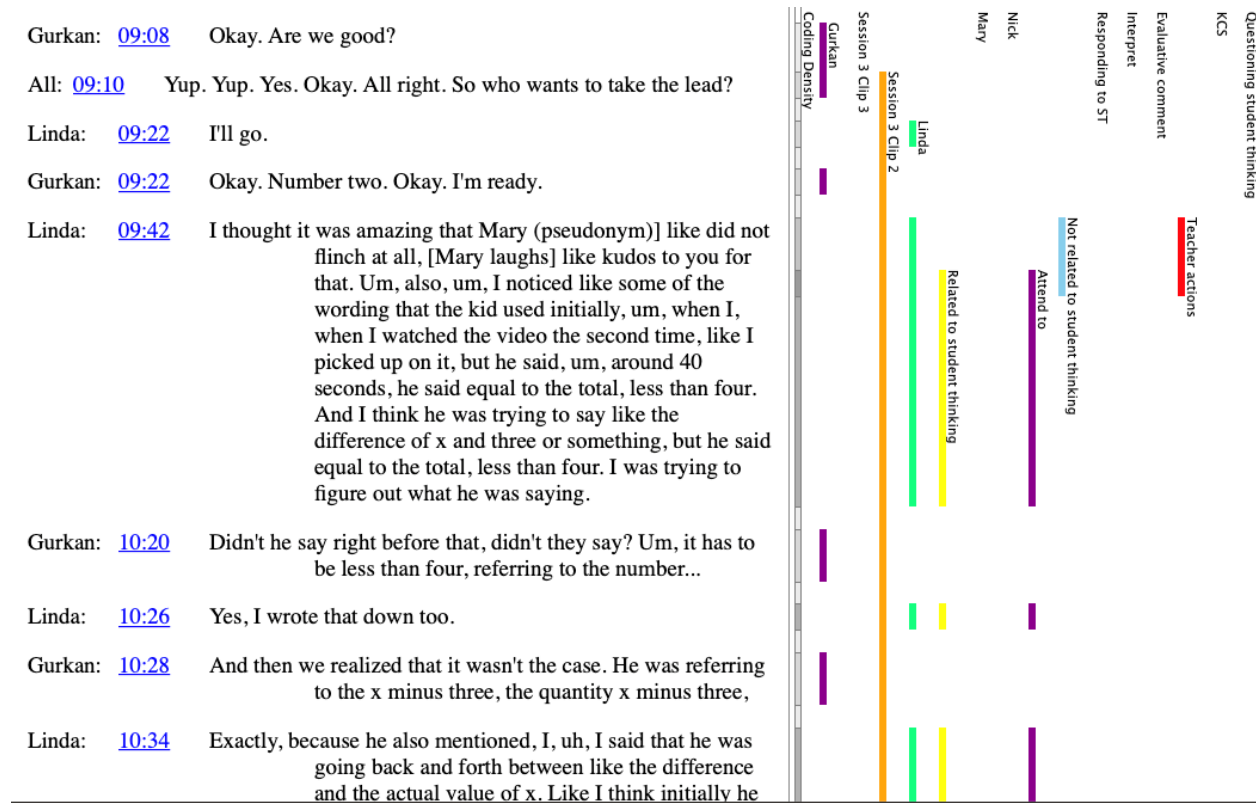 Gurkan: 09:08 Okay. Are we good?
All: 09:10 Yup. Yup. Yes. Okay. All right. So who wants to take the lead?
Linda: 09:22 I'll go.
Gurkan: 09:22 Okay. Number two. Okay. I'm ready.
Linda: 09:42 I thought it was amazing that Mary (pseudonym)] like did not
flinch at all, [Mary laughs] like kudos to you for
that. Um, also, um, I noticed like some of the
wording that the kid used initially, um, when I,
when I watched the video the second time, like I
picked up on it, but he said, um, around 40
seconds, he said equal to the total, less than four.
And I think he was trying to say like the
difference of x and three or something, but he said
equal to the total, less than four. I was trying to
figure out what he was saying.
Gurkan: 10:20 Didn't he say right before that, didn't they say? Um, it has to
be less than four, referring to the number...
Linda: 10:26 Yes, I wrote that down too.
Gurkan: 10:28 And then we realized that it wasn't the case. He was referring
to the x minus three, the quantity x minus three,
Linda: 10:34 Exactly, because he also mentioned, I, uh, I said that he was
going back and forth between like the difference
and the actual value of x. Like I think initially he
Coding Density
Gurkan
Session 3 Clip 3
Session 3 Clip 2
Linda
Related to student thinking
Mary
Nick
Attend to
Not related to student thinking
Responding to ST
Interpret
Evaluative comment
Teacher actions
KCS
Questioning student thinking